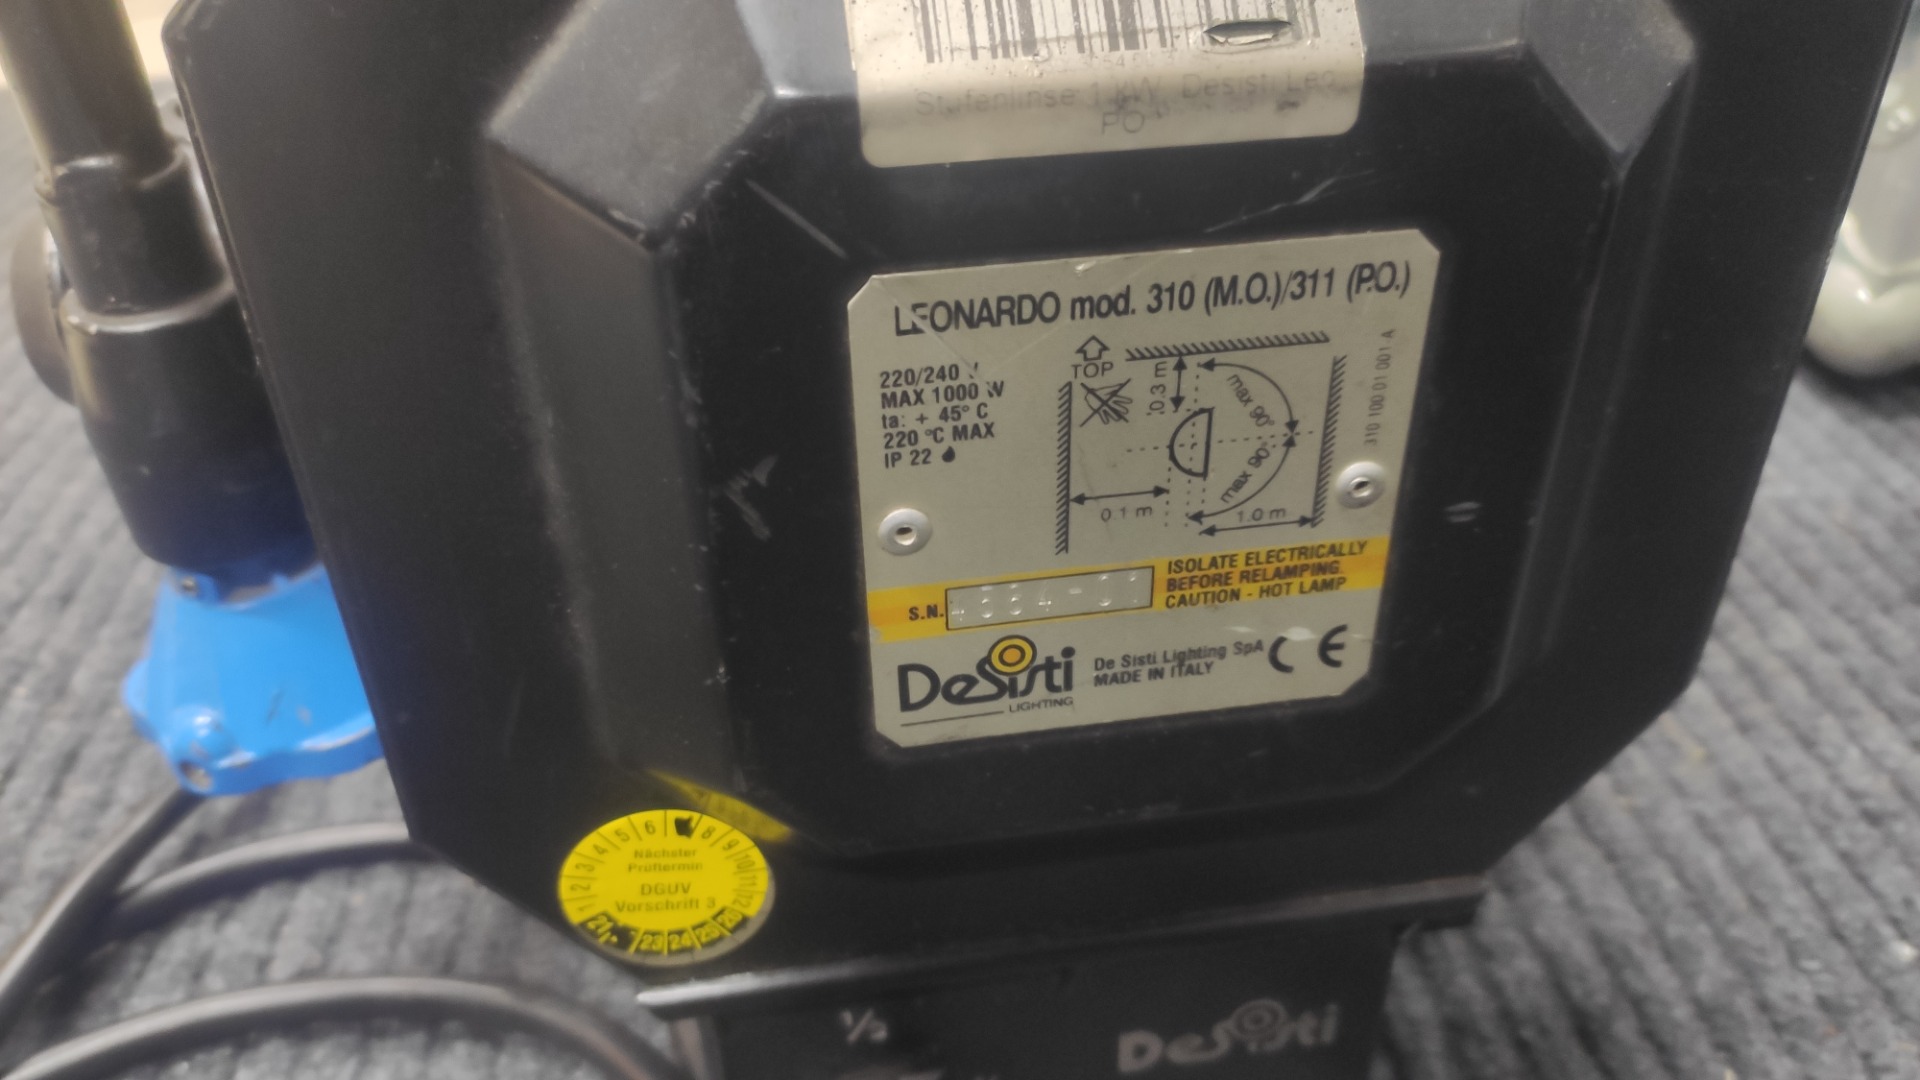 Stufenlinse 1 kW Desisti Leo
PO
LEONARDO mod. 310 (M.O.)/311 (P.O.)
220/240 V
MAX 1000 W
ta: + 45° C
220 °C MAX
IP 22
TOP
0.3 m
max 90°
max 90°
0.1 m
1.0 m
310 100 01 001 A
ISOLATE ELECTRICALLY
BEFORE RELAMPING.
CAUTION - HOT LAMP
S.N.
DeSisti
LIGHTING
De Sisti Lighting SpA
MADE IN ITALY
CE
1 2 3 4 5 6 8 9 10 11 12
Nächster
Prüftermin
DGUV
Vorschrift 3
21 23 24 25 26
DeSisti